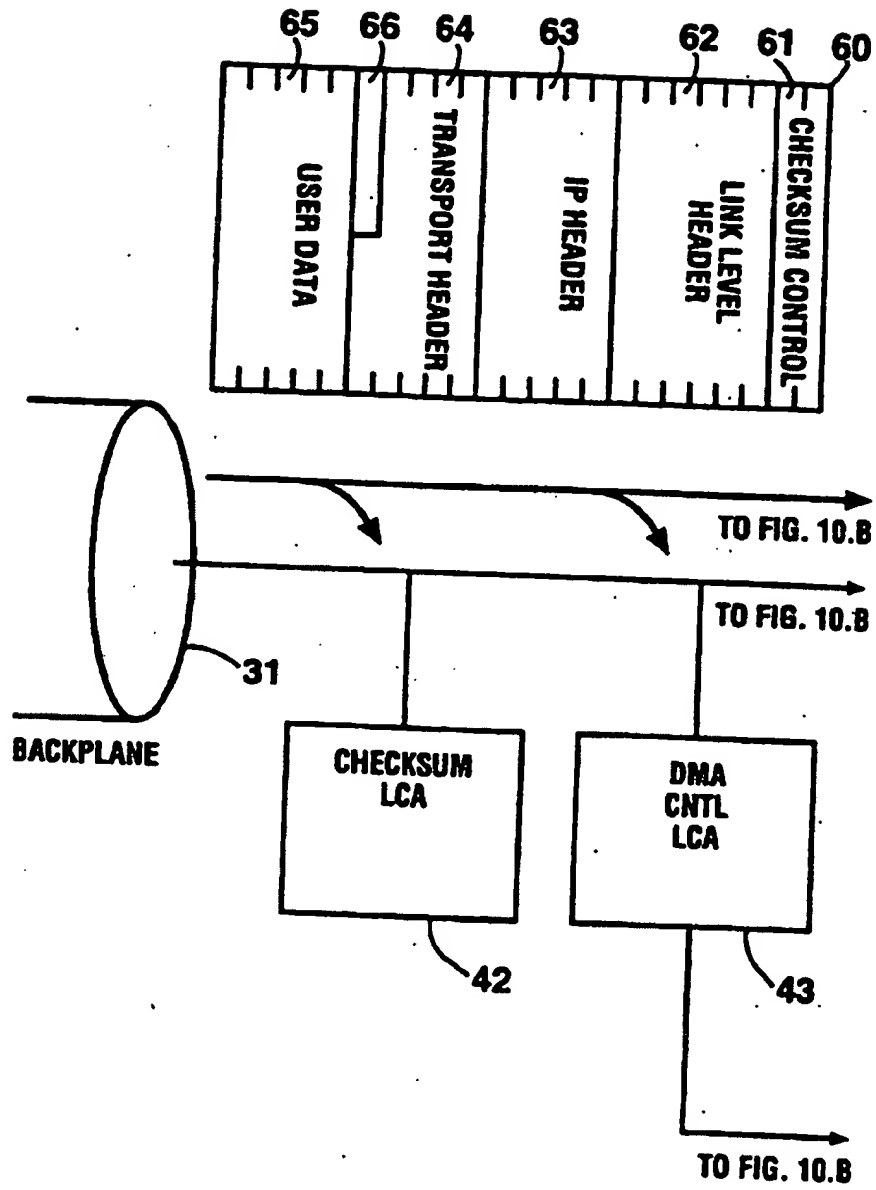 65 66 64 63 62 61 60
USER DATA
TRANSPORT HEADER
IP HEADER
LINK LEVEL
HEADER
CHECKSUM CONTROL
TO FIG. 10.B
TO FIG. 10.B
31
BACKPLANE
CHECKSUM
LCA
DMA
CNTL
LCA
42
43
TO FIG. 10.B